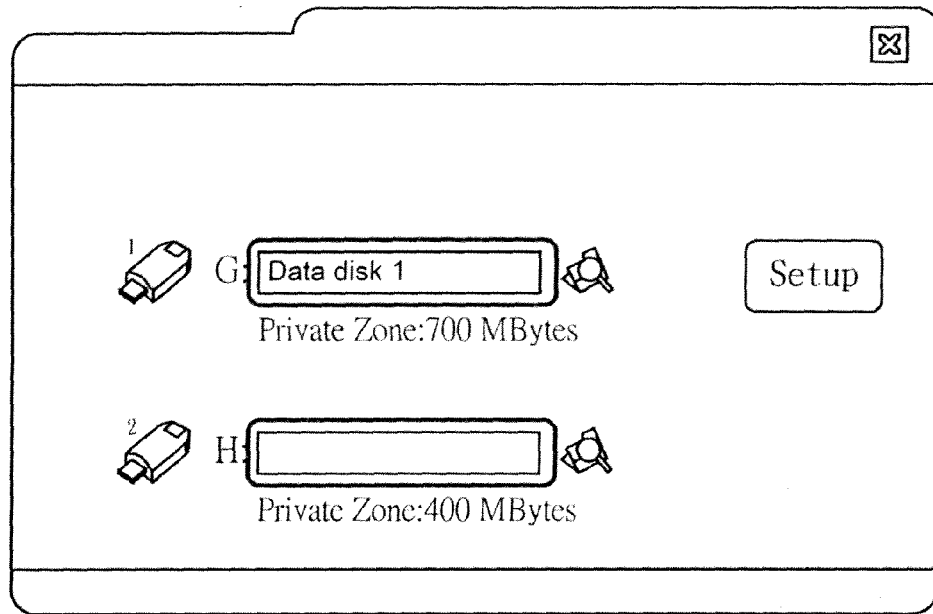 1
G: Data disk 1
Setup
Private Zone:700 MBytes
2
H:
Private Zone:400 MBytes